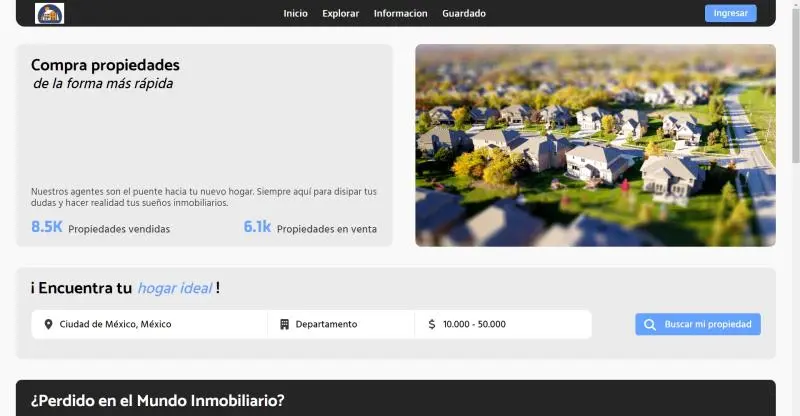 Inicio Explorar Informacion Guardado Ingresar
Compra propiedades
de la forma más rápida
Nuestros agentes son el puente hacia tu nuevo hogar. Siempre aquí para disipar tus
dudas y hacer realidad tus sueños inmobiliarios.
8.5K Propiedades vendidas 6.1k Propiedades en venta
¡ Encuentra tu hogar ideal !
Ciudad de México, México Departamento $ 10.000 - 50.000 Buscar mi propiedad
¿Perdido en el Mundo Inmobiliario?